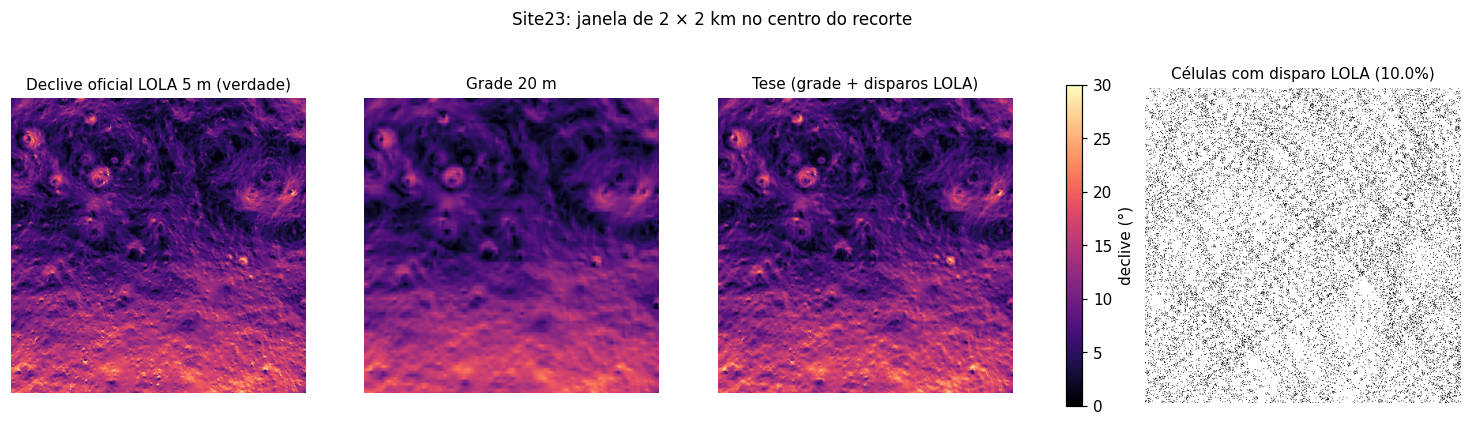 Site23: janela de 2 × 2 km no centro do recorte
Declive oficial LOLA 5 m (verdade)
Grade 20 m
Tese (grade + disparos LOLA)
30
25
20
15
10
5
0
declive (°)
Células com disparo LOLA (10.0%)